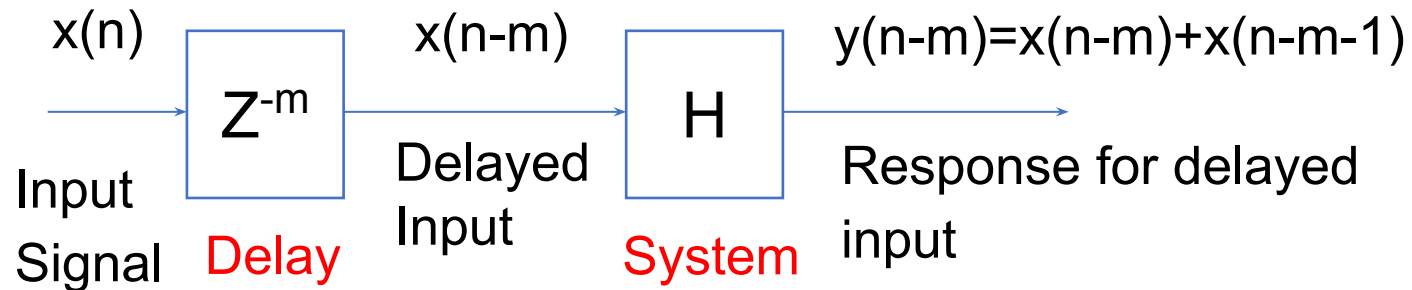 x(n)
x(n-m)
y(n-m)=x(n-m)+x(n-m-1)
Z-m
H
Input
Signal
Delay
Delayed
Input
System
Response for delayed
input